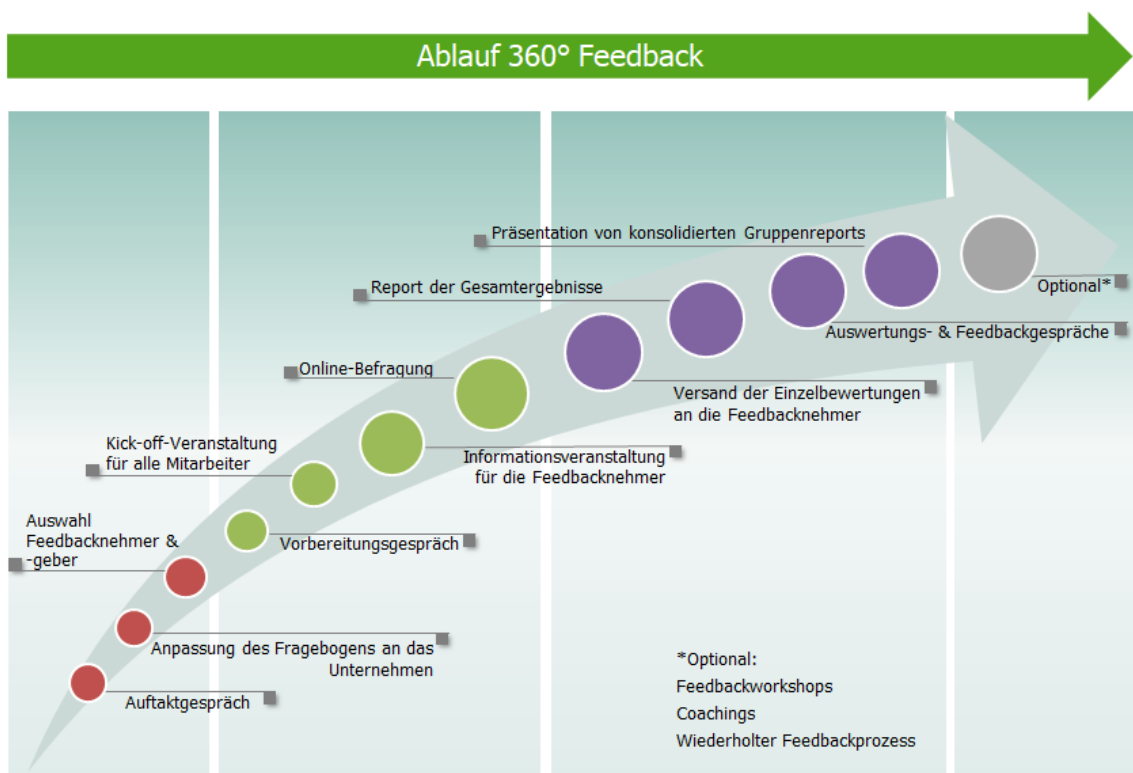 Ablauf 360° Feedback
Präsentation von konsolidierten Gruppenreports
Report der Gesamtergebnisse
Optional*
Auswertungs- & Feedbackgespräche
Online-Befragung
Versand der Einzelbewertungen
an die Feedbacknehmer
Kick-off-Veranstaltung
für alle Mitarbeiter
Informationsveranstaltung
für die Feedbacknehmer
Auswahl
Feedbacknehmer &
-geber
Vorbereitungsgespräch
Anpassung des Fragebogens an das
Unternehmen
Auftaktgespräch
*Optional:
Feedbackworkshops
Coachings
Wiederholter Feedbackprozess